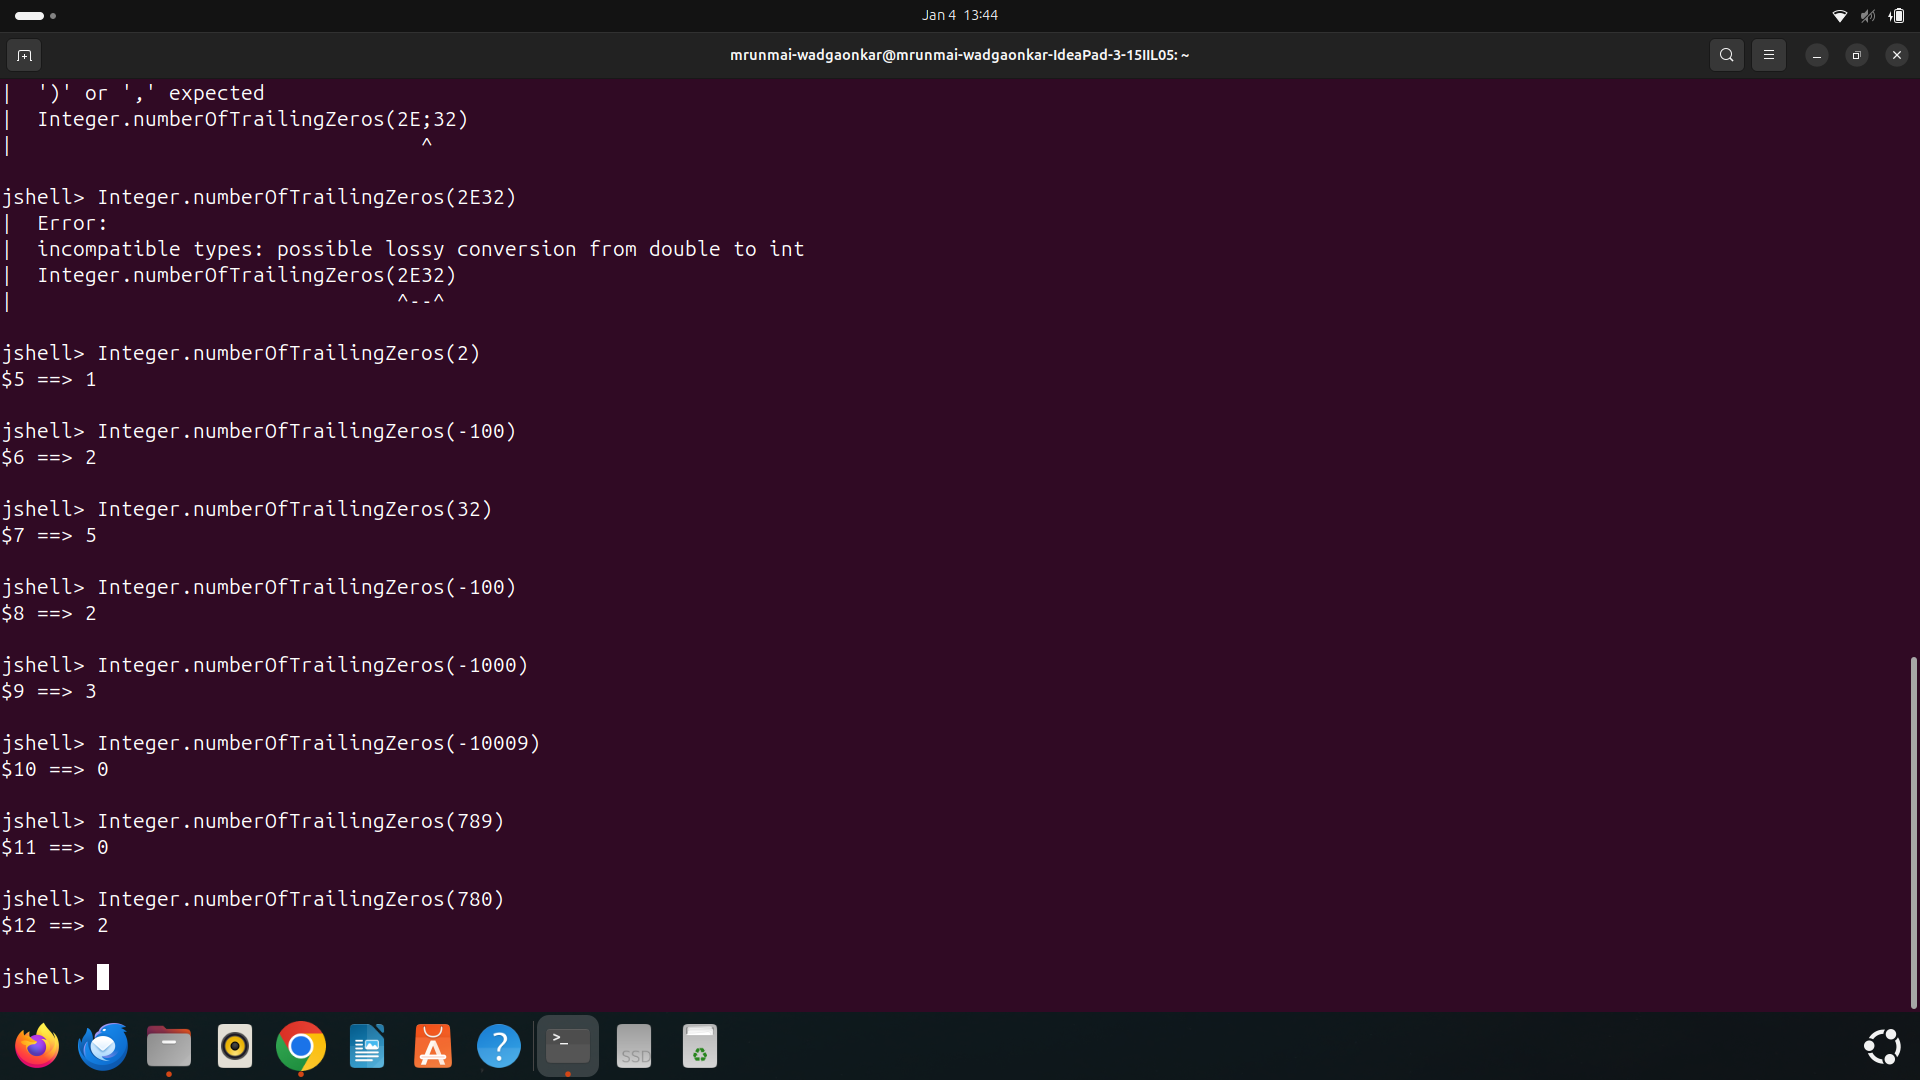 Jan 4 13:44
mrunmai-wadgaonkar@mrunmai-wadgaonkar-IdeaPad-3-15IIL05: ~
| ')' or ',' expected
| Integer.numberOfTrailingZeros(2E;32)
| ^
jshell> Integer.numberOfTrailingZeros(2E32)
| Error:
| incompatible types: possible lossy conversion from double to int
| Integer.numberOfTrailingZeros(2E32)
| ^--^
jshell> Integer.numberOfTrailingZeros(2)
$5 ==> 1
jshell> Integer.numberOfTrailingZeros(-100)
$6 ==> 2
jshell> Integer.numberOfTrailingZeros(32)
$7 ==> 5
jshell> Integer.numberOfTrailingZeros(-100)
$8 ==> 2
jshell> Integer.numberOfTrailingZeros(-1000)
$9 ==> 3
jshell> Integer.numberOfTrailingZeros(-10009)
$10 ==> 0
jshell> Integer.numberOfTrailingZeros(789)
$11 ==> 0
jshell> Integer.numberOfTrailingZeros(780)
$12 ==> 2
jshell>
? >_ SSD